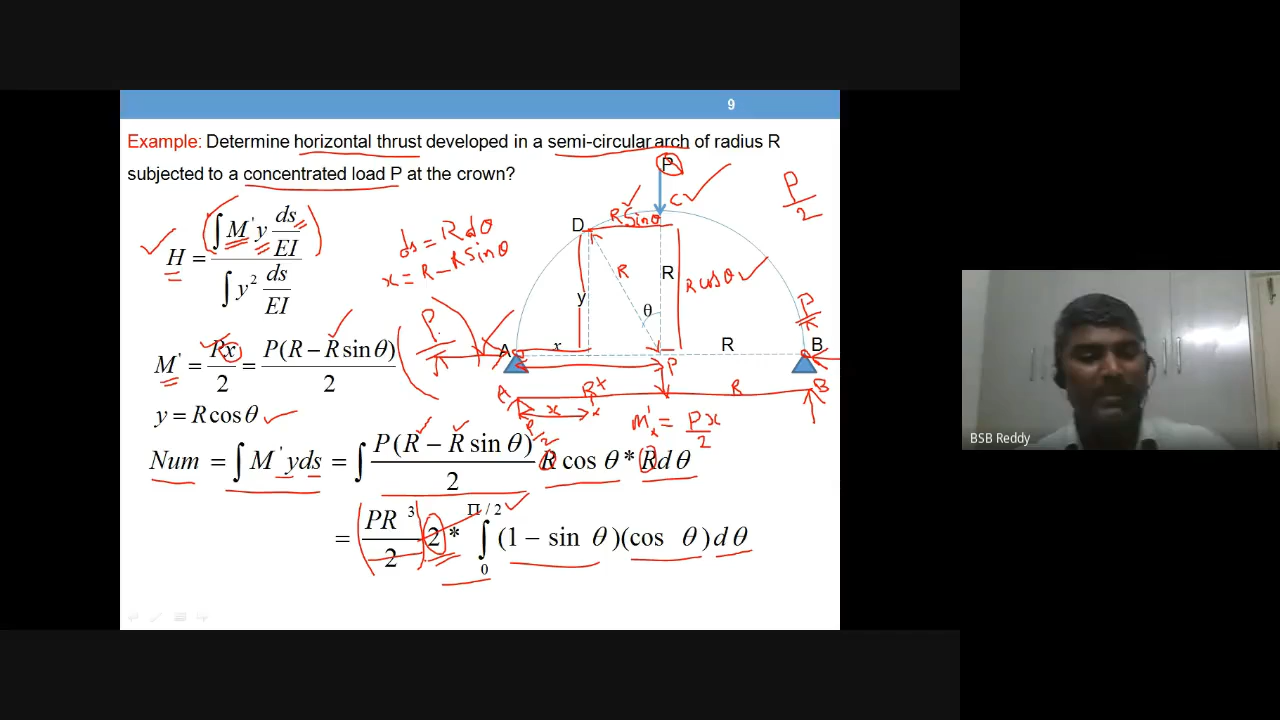 9
Example: Determine horizontal thrust developed in a semi-circular arch of radius R
subjected to a concentrated load P at the crown?
H = ∫ M' y ds/EI / ∫ y² ds/EI
ds = R dθ
x = R - R sinθ
M' = Px/2 = P(R − R sin θ)/2
y = R cos θ
Num = ∫ M' yds = ∫ P(R − R sin θ)/2 R cos θ * R d θ
= PR³/2 2 * ∫₀^Π/2 (1 − sin θ)(cos θ) d θ
P
C
P/2
R sinθ
D
R
R
R cosθ
y
θ
P/π
P/π
A
x
R
B
P
A
R
B
x
x
P/2
M'x = Px/2
BSB Reddy